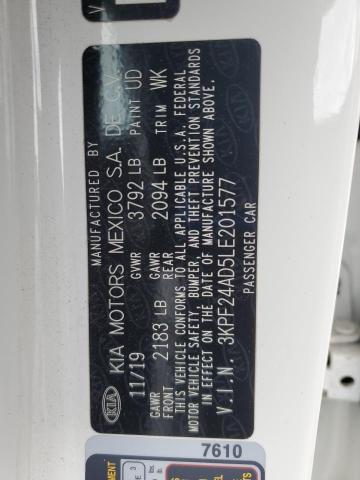 MANUFACTURED BY
KIA KIA MOTORS MEXICO S.A. DE C.V.
11/19 GVWR 3792 LB PAINT UD
GAWR FRONT 2183 LB GAWR REAR 2094 LB TRIM WK
THIS VEHICLE CONFORMS TO ALL APPLICABLE U.S.A. FEDERAL
MOTOR VEHICLE SAFETY, BUMPER, AND THEFT PREVENTION STANDARDS
IN EFFECT ON THE DATE OF MANUFACTURE SHOWN ABOVE.
V.I.N. 3KPF24AD5LE201577
PASSENGER CAR
7610